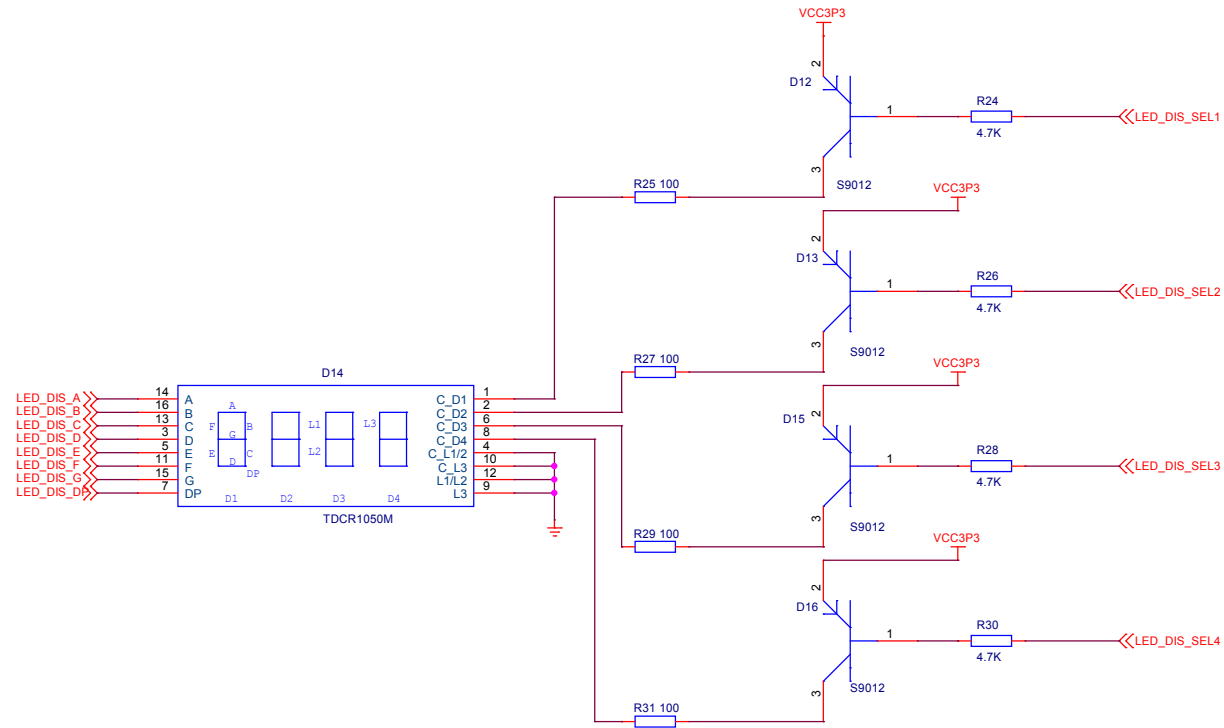 VCC3P3
2
D12
1
R24
4.7K
LED_DIS_SEL1
3
S9012
R25 100
VCC3P3
2
D13
1
R26
4.7K
LED_DIS_SEL2
3
S9012
R27 100
VCC3P3
2
D15
1
R28
4.7K
LED_DIS_SEL3
3
S9012
R29 100
VCC3P3
2
D16
1
R30
4.7K
LED_DIS_SEL4
3
S9012
R31 100
D14
LED_DIS_A 14 A
LED_DIS_B 16 B
LED_DIS_C 13 C
LED_DIS_D 3 D
LED_DIS_E 5 E
LED_DIS_F 11 F
LED_DIS_G 15 G
LED_DIS_DP 7 DP
A
F B L1 L3
G
E C L2
D
DP
D1 D2 D3 D4
C_D1 1
C_D2 2
C_D3 6
C_D4 8
C_L1/2 4
C_L3 10
L1/L2 12
L3 9
TDCR1050M